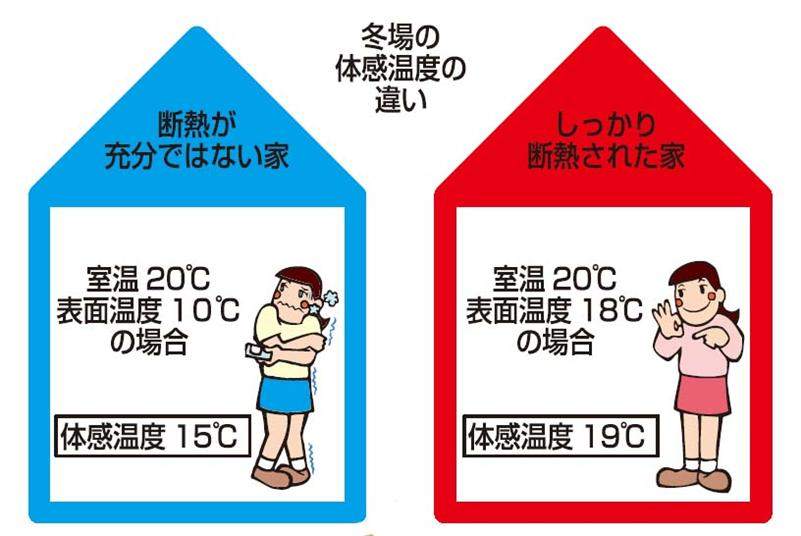 冬場の
体感温度の
違い
断熱が
充分ではない家
室温 20℃
表面温度 10℃
の場合
体感温度 15℃
しっかり
断熱された家
室温 20℃
表面温度 18℃
の場合
体感温度 19℃